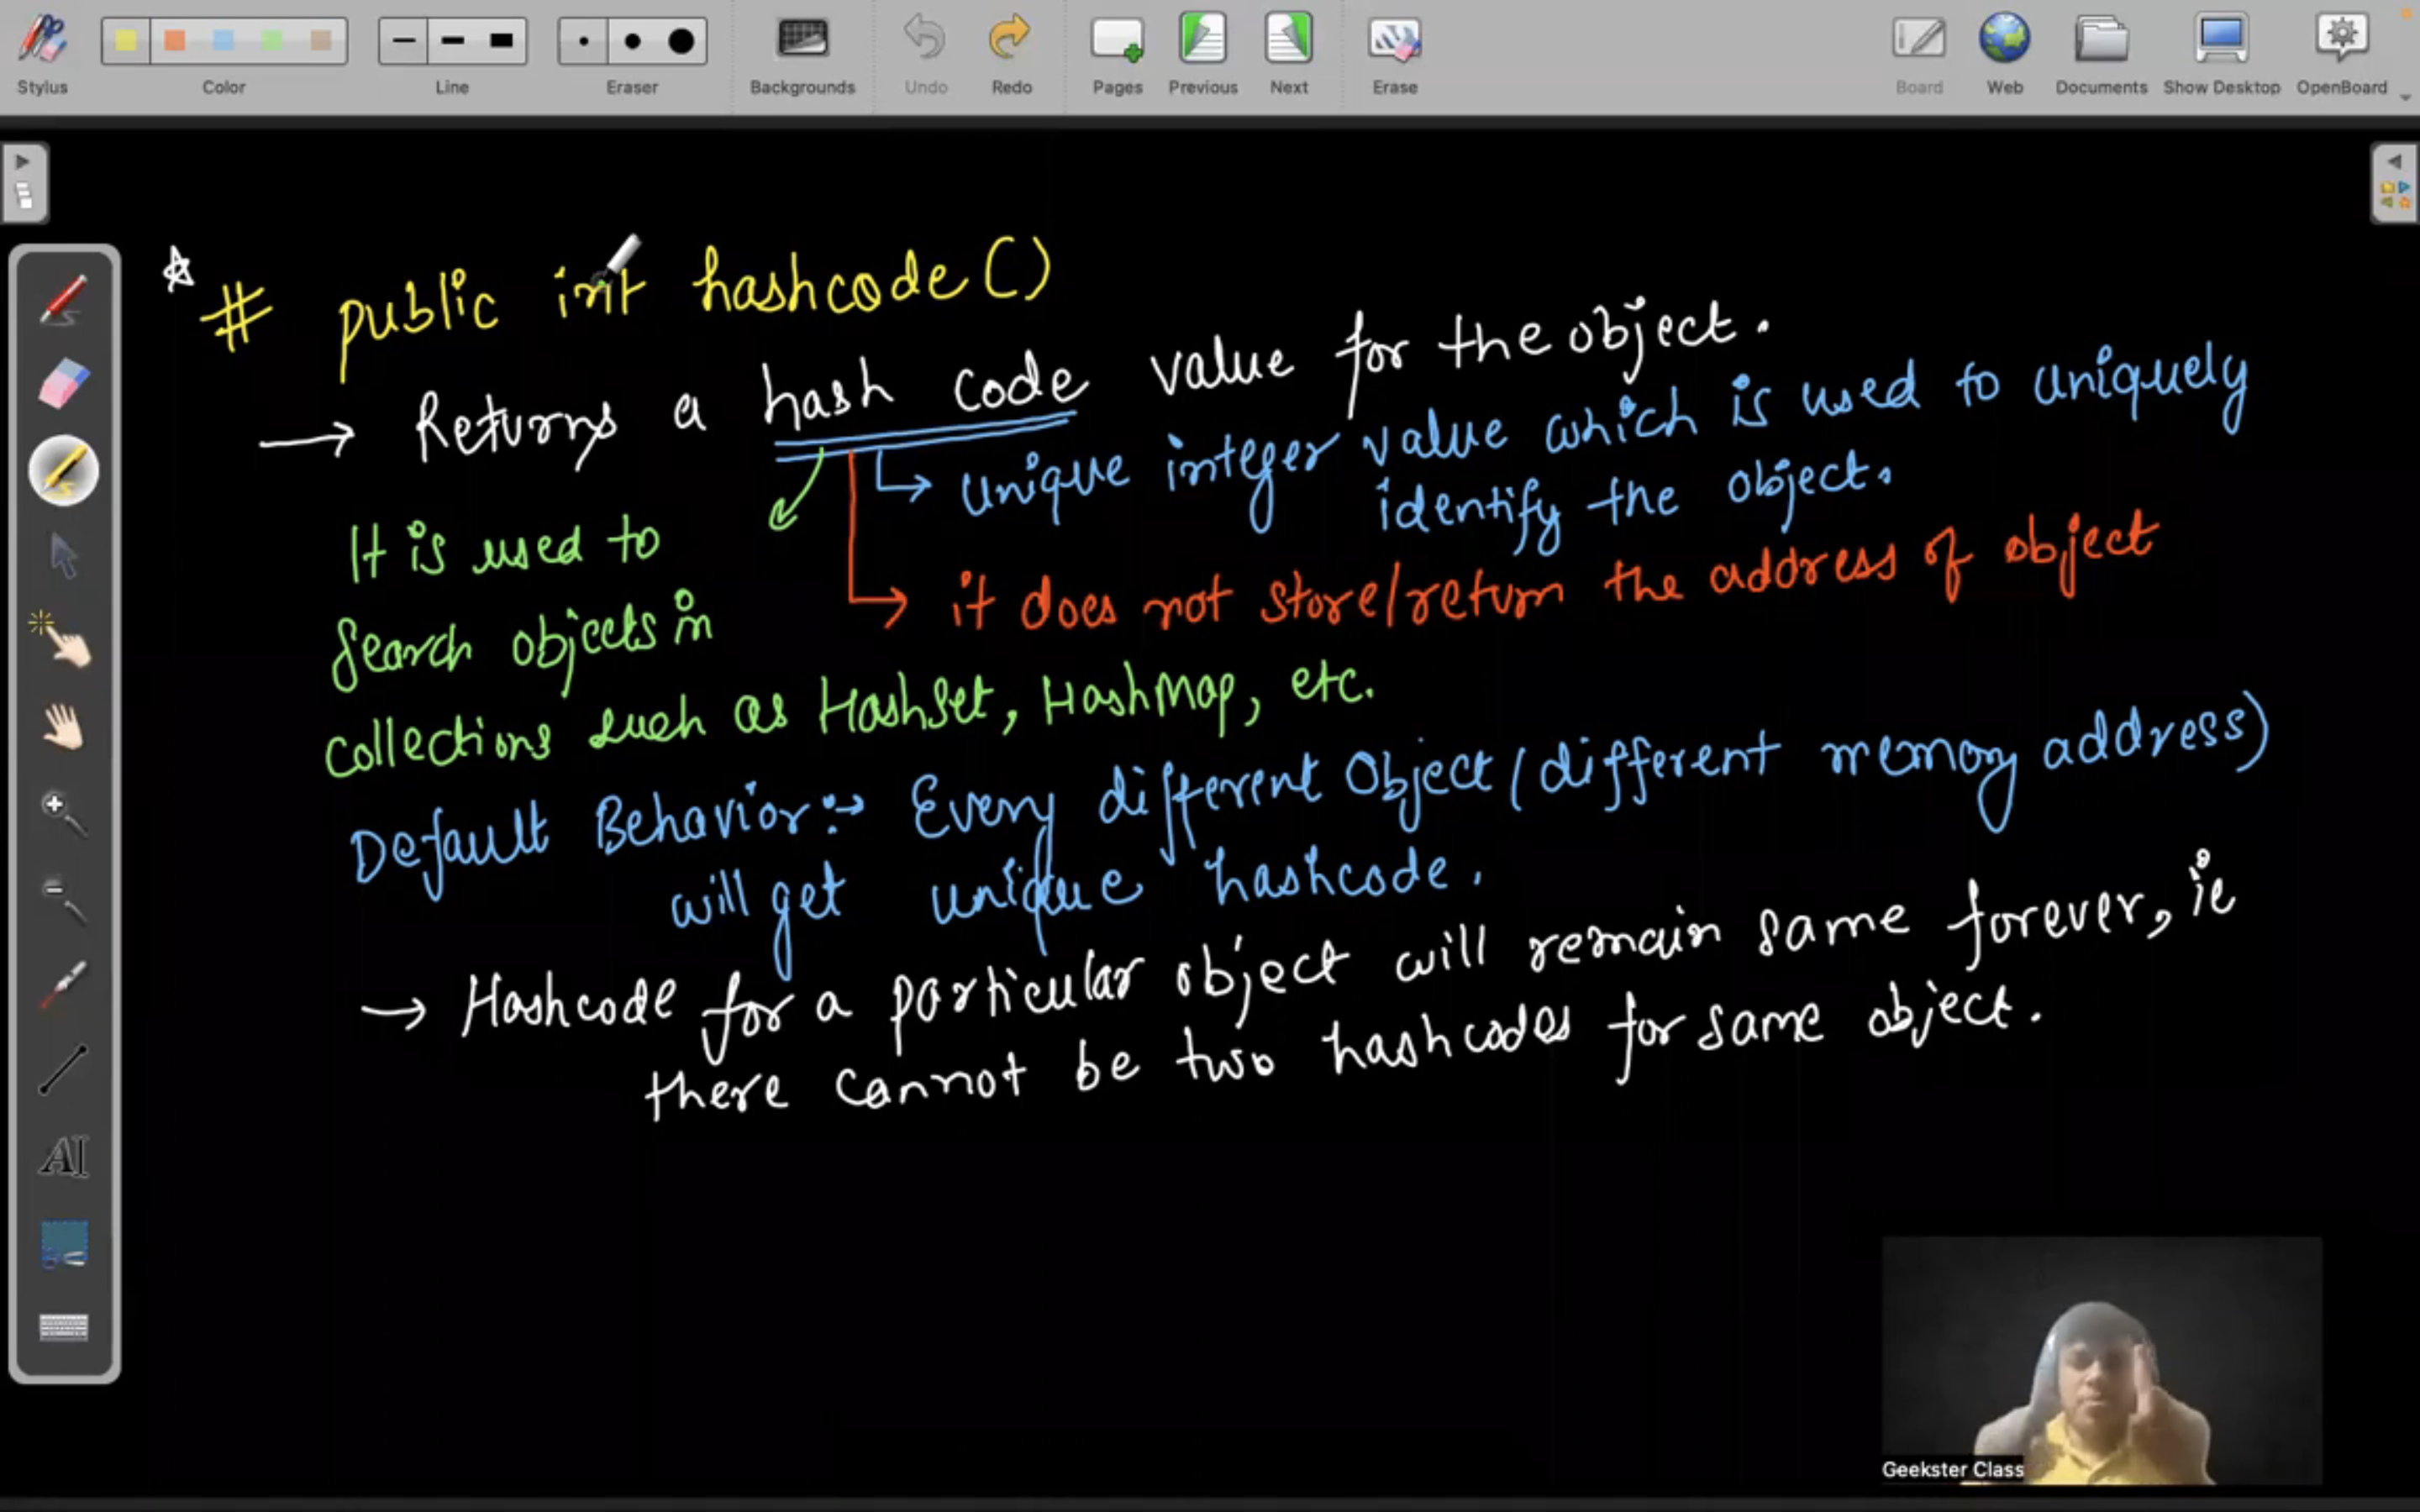 Stylus
Color
Line
Eraser
Backgrounds
Undo
Redo
Pages
Previous
Next
Erase
Board
Web
Documents
Show Desktop
OpenBoard
# public int hashcode()
→ Returns a hash code value for the object.
→ unique integer value which is used to uniquely
identify the object.
→ it does not store/return the address of object
It is used to
Search objects in
collections such as HashSet, HashMap, etc.
Default Behavior:→ Every different Object (different memory address)
will get unique hashcode.
→ Hashcode for a particular object will remain same forever, ie
there cannot be two hashcodes for same object.
AI
Geekster Class